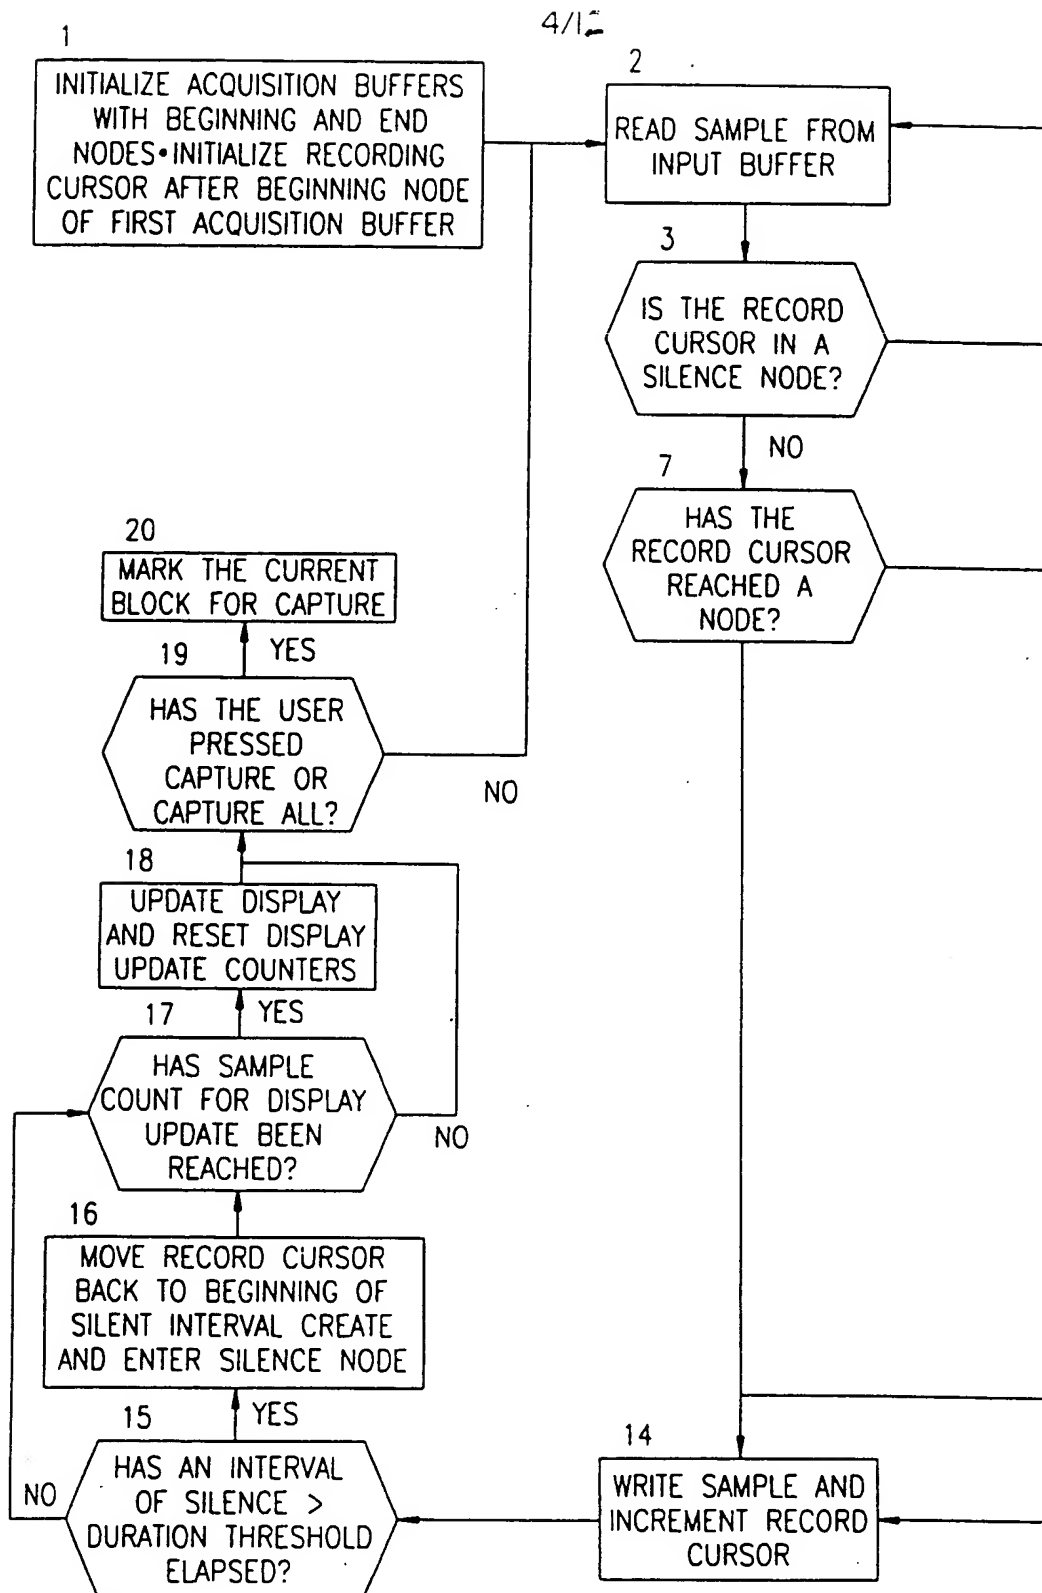 4/12
1
INITIALIZE ACQUISITION BUFFERS
WITH BEGINNING AND END
NODES•INITIALIZE RECORDING
CURSOR AFTER BEGINNING NODE
OF FIRST ACQUISITION BUFFER
2
READ SAMPLE FROM
INPUT BUFFER
3
IS THE RECORD
CURSOR IN A
SILENCE NODE?
NO
7
HAS THE
RECORD CURSOR
REACHED A
NODE?
20
MARK THE CURRENT
BLOCK FOR CAPTURE
YES
19
HAS THE USER
PRESSED
CAPTURE OR
CAPTURE ALL?
NO
18
UPDATE DISPLAY
AND RESET DISPLAY
UPDATE COUNTERS
YES
17
HAS SAMPLE
COUNT FOR DISPLAY
UPDATE BEEN
REACHED?
NO
16
MOVE RECORD CURSOR
BACK TO BEGINNING OF
SILENT INTERVAL CREATE
AND ENTER SILENCE NODE
YES
15
HAS AN INTERVAL
OF SILENCE >
DURATION THRESHOLD
ELAPSED?
NO
14
WRITE SAMPLE AND
INCREMENT RECORD
CURSOR